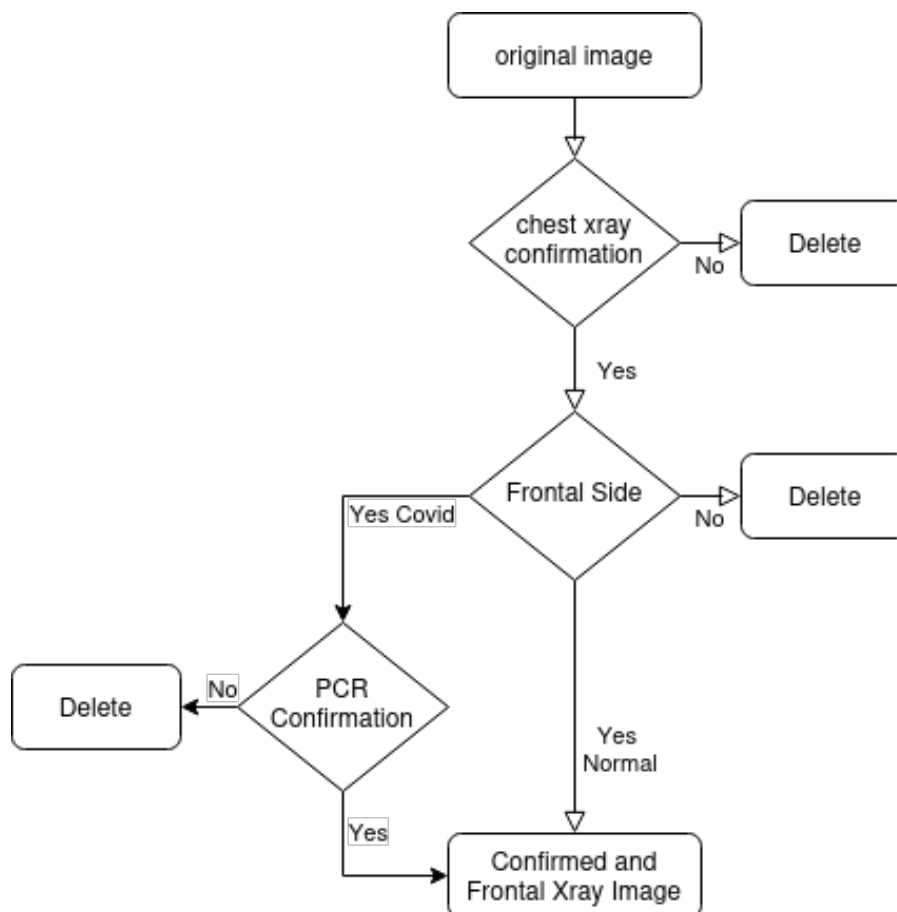 original image
chest xray
confirmation
No
Delete
Yes
Frontal Side
No
Delete
Yes Covid
PCR
Confirmation
No
Delete
Yes
Normal
Yes
Confirmed and
Frontal Xray Image